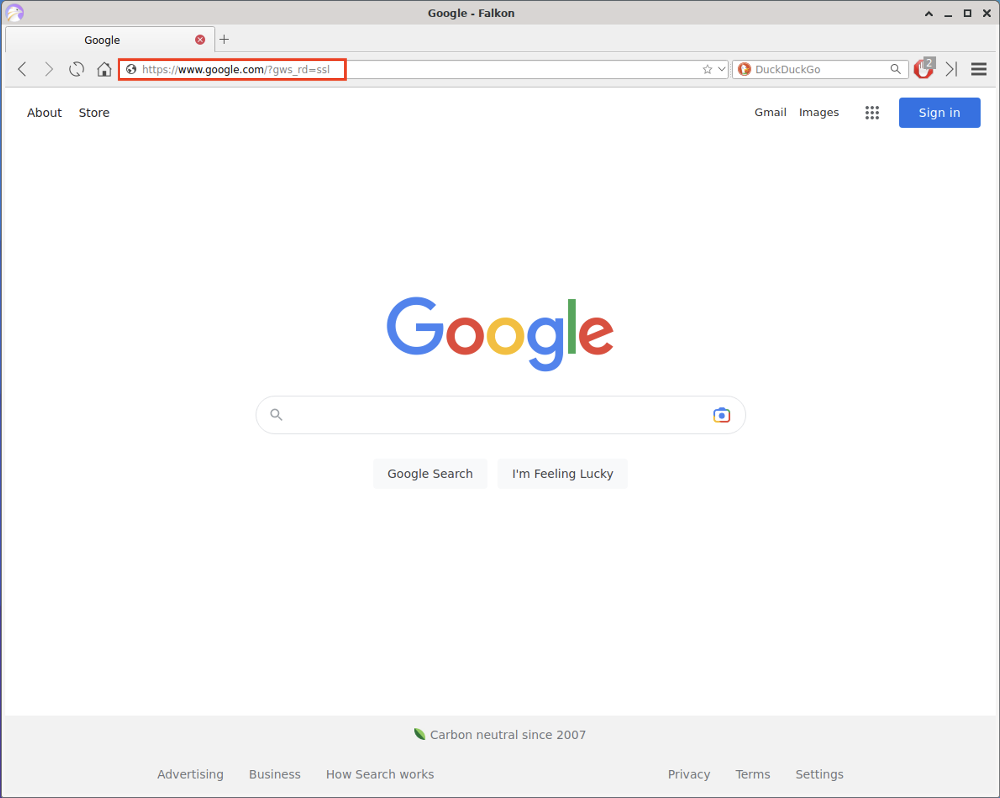 Google - Falkon
Google
https://www.google.com/?gws_rd=ssl
DuckDuckGo
2
About Store
Gmail Images
Sign in
Google
Google Search I'm Feeling Lucky
Carbon neutral since 2007
Advertising Business How Search works
Privacy Terms Settings